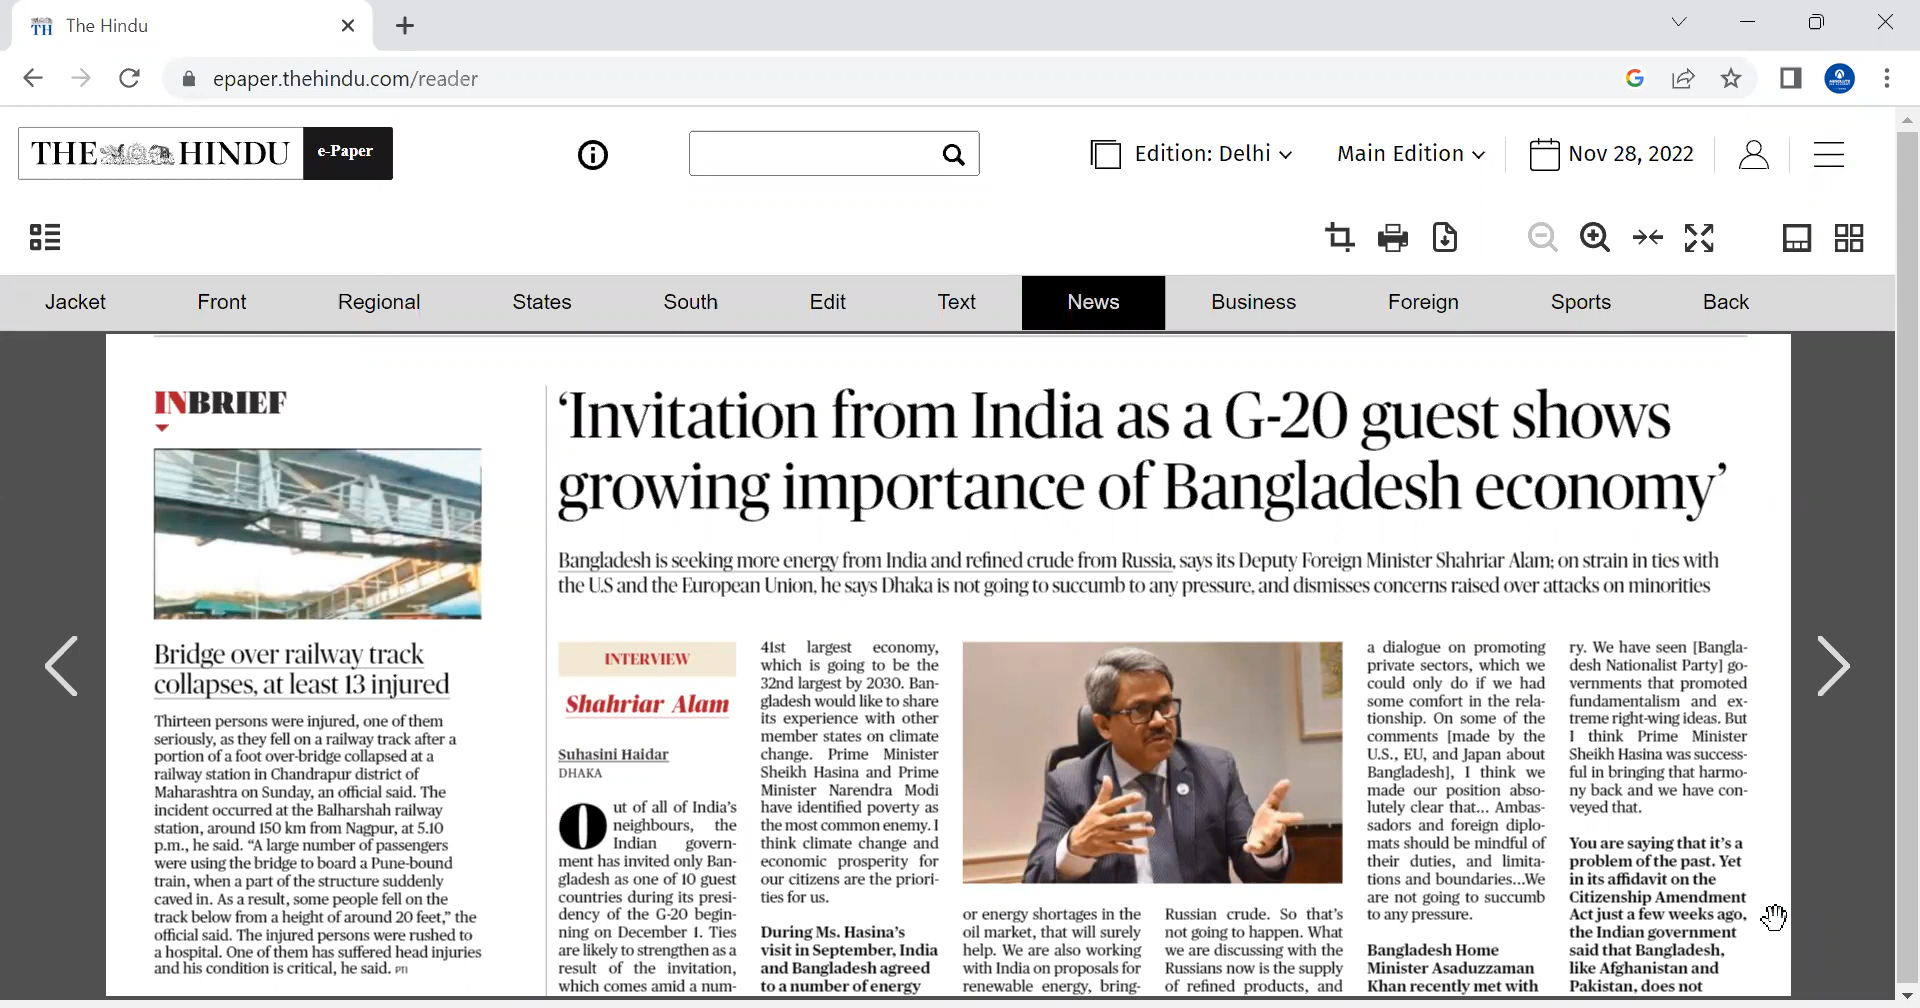 The Hindu
epaper.thehindu.com/reader
THE HINDU e-Paper
Edition: Delhi
Main Edition
Nov 28, 2022
Jacket Front Regional States South Edit Text News Business Foreign Sports Back
INBRIEF
Bridge over railway track
collapses, at least 13 injured
Thirteen persons were injured, one of them
seriously, as they fell on a railway track after a
portion of a foot over-bridge collapsed at a
railway station in Chandrapur district of
Maharashtra on Sunday, an official said. The
incident occurred at the Balharshah railway
station, around 150 km from Nagpur, at 5.10
p.m., he said. “A large number of passengers
were using the bridge to board a Pune-bound
train, when a part of the structure suddenly
caved in. As a result, some people fell on the
track below from a height of around 20 feet,” the
official said. The injured persons were rushed to
a hospital. One of them has suffered head injuries
and his condition is critical, he said. PTI
‘Invitation from India as a G-20 guest shows
growing importance of Bangladesh economy’
Bangladesh is seeking more energy from India and refined crude from Russia, says its Deputy Foreign Minister Shahriar Alam; on strain in ties with
the U.S and the European Union, he says Dhaka is not going to succumb to any pressure, and dismisses concerns raised over attacks on minorities
INTERVIEW
Shahriar Alam
Suhasini Haidar
DHAKA
Out of all of India’s
neighbours, the
Indian govern-
ment has invited only Ban-
gladesh as one of 10 guest
countries during its presi-
dency of the G-20 begin-
ning on December 1. Ties
are likely to strengthen as a
result of the invitation,
which comes amid a num-
41st largest economy,
which is going to be the
32nd largest by 2030. Ban-
gladesh would like to share
its experience with other
member states on climate
change. Prime Minister
Sheikh Hasina and Prime
Minister Narendra Modi
have identified poverty as
the most common enemy. I
think climate change and
economic prosperity for
our citizens are the priori-
ties for us.
During Ms. Hasina’s
visit in September, India
and Bangladesh agreed
to a number of energy
or energy shortages in the
oil market, that will surely
help. We are also working
with India on proposals for
renewable energy, bring-
Russian crude. So that’s
not going to happen. What
we are discussing with the
Russians now is the supply
of refined products, and
a dialogue on promoting
private sectors, which we
could only do if we had
some comfort in the rela-
tionship. On some of the
comments [made by the
U.S., EU, and Japan about
Bangladesh], I think we
made our position abso-
lutely clear that... Ambas-
sadors and foreign diplo-
mats should be mindful of
their duties, and limita-
tions and boundaries...We
are not going to succumb
to any pressure.
Bangladesh Home
Minister Asaduzzaman
Khan recently met with
ry. We have seen [Bangla-
desh Nationalist Party] go-
vernments that promoted
fundamentalism and ex-
treme right-wing ideas. But
I think Prime Minister
Sheikh Hasina was success-
ful in bringing that harmo-
ny back and we have con-
veyed that.
You are saying that it’s a
problem of the past. Yet
in its affidavit on the
Citizenship Amendment
Act just a few weeks ago,
the Indian government
said that Bangladesh,
like Afghanistan and
Pakistan, does not